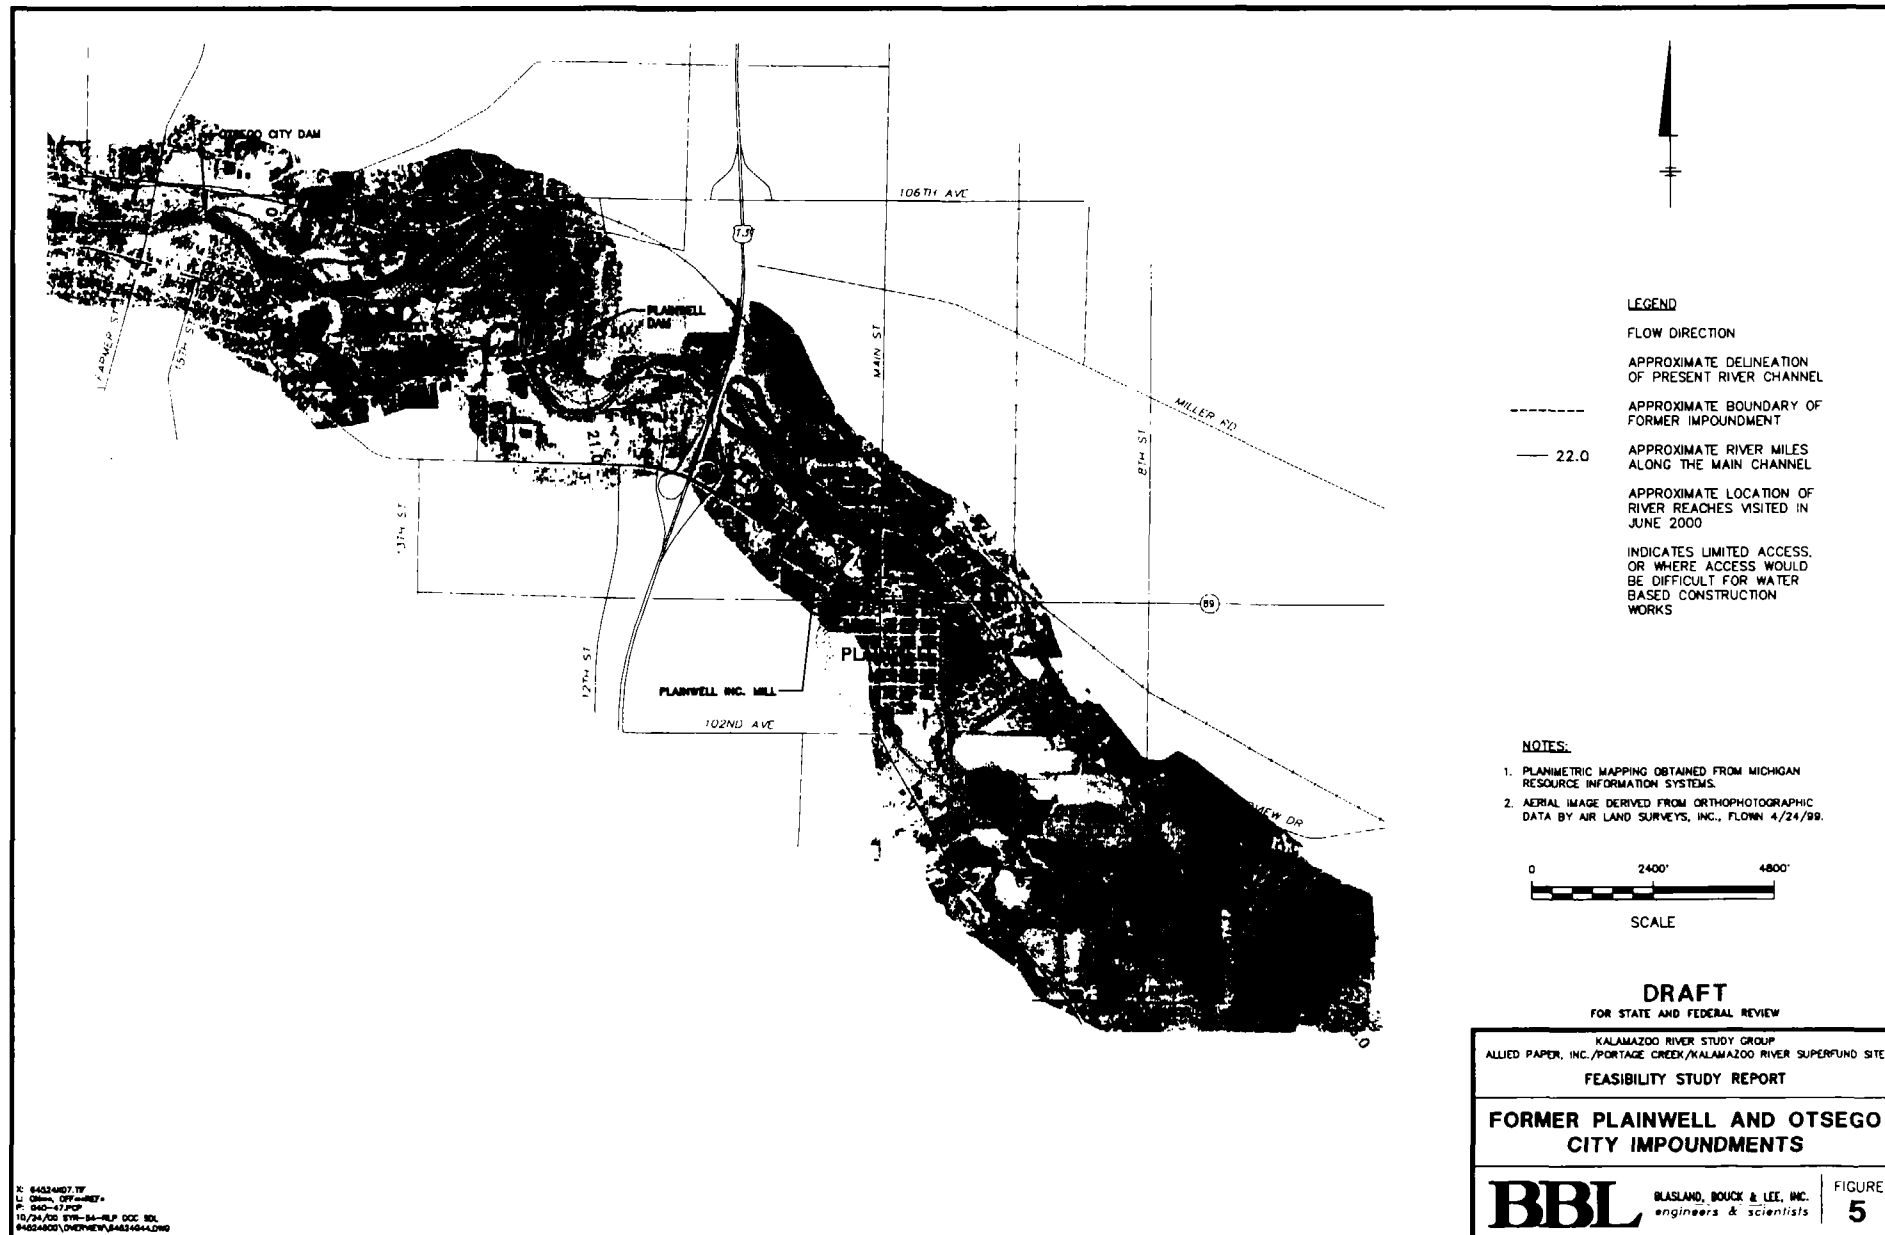 OTSEGO CITY DAM
106TH AVE
PLAINWELL
DAM
MAIN ST
FARMER ST
15TH ST
MILLER RD
8TH ST
21.0
13TH ST
12TH ST
89
PLAINWELL INC. MILL
102ND AVE
LEGEND
FLOW DIRECTION
APPROXIMATE DELINEATION
OF PRESENT RIVER CHANNEL
APPROXIMATE BOUNDARY OF
FORMER IMPOUNDMENT
22.0
APPROXIMATE RIVER MILES
ALONG THE MAIN CHANNEL
APPROXIMATE LOCATION OF
RIVER REACHES VISITED IN
JUNE 2000
INDICATES LIMITED ACCESS,
OR WHERE ACCESS WOULD
BE DIFFICULT FOR WATER
BASED CONSTRUCTION
WORKS
NOTES:
1. PLANIMETRIC MAPPING OBTAINED FROM MICHIGAN
RESOURCE INFORMATION SYSTEMS.
2. AERIAL IMAGE DERIVED FROM ORTHOPHOTOGRAPHIC
DATA BY AIR LAND SURVEYS, INC., FLOWN 4/24/99.
0 2400' 4800'
SCALE
DRAFT
FOR STATE AND FEDERAL REVIEW
KALAMAZOO RIVER STUDY GROUP
ALLIED PAPER, INC./PORTAGE CREEK/KALAMAZOO RIVER SUPERFUND SITE
FEASIBILITY STUDY REPORT
FORMER PLAINWELL AND OTSEGO
CITY IMPOUNDMENTS
BBL
BLASLAND, BOUCK & LEE, INC.
engineers & scientists
FIGURE
5